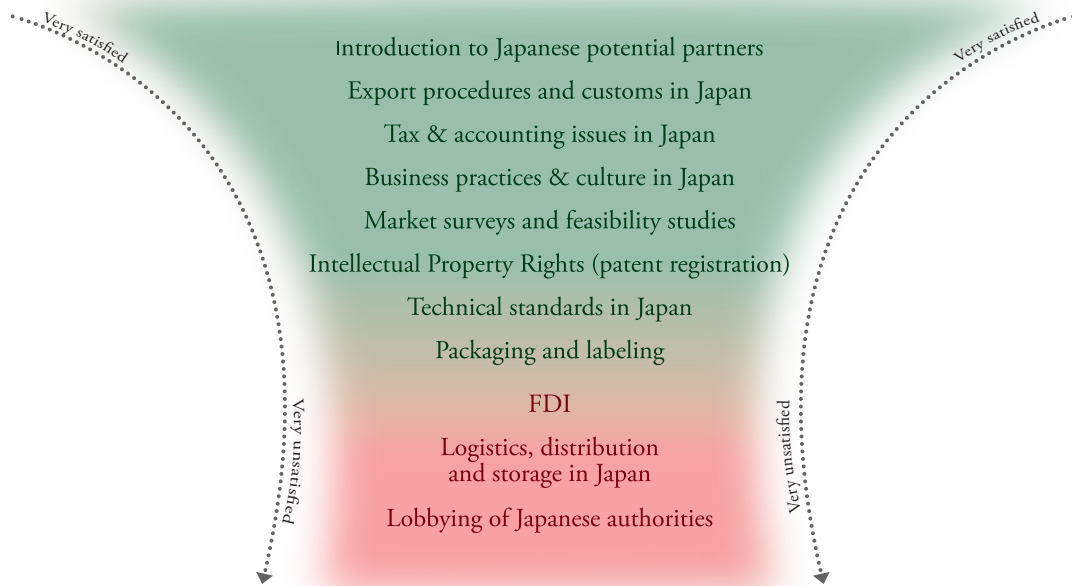 Very satisfied
Very satisfied
Introduction to Japanese potential partners
Export procedures and customs in Japan
Tax & accounting issues in Japan
Business practices & culture in Japan
Market surveys and feasibility studies
Intellectual Property Rights (patent registration)
Technical standards in Japan
Packaging and labeling
FDI
Logistics, distribution
and storage in Japan
Lobbying of Japanese authorities
Very unsatisfied
Very unsatisfied